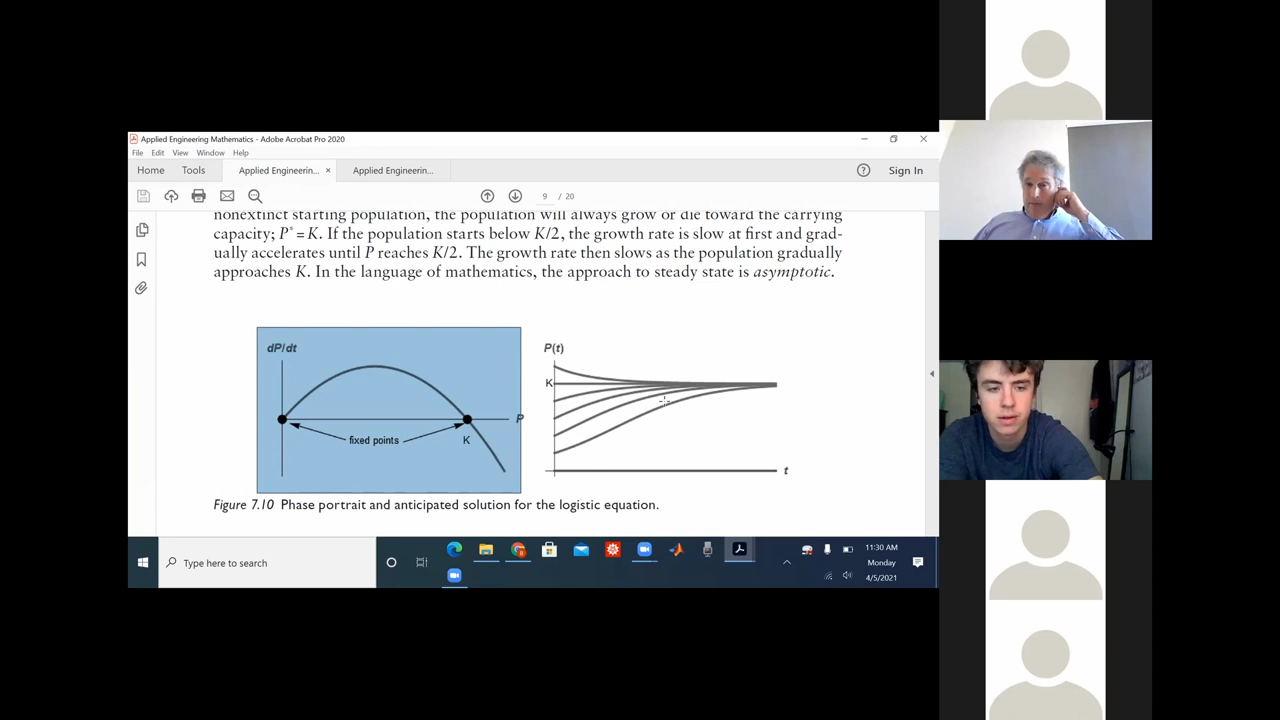 Applied Engineering Mathematics - Adobe Acrobat Pro 2020
File Edit View Window Help
Home Tools Applied Engineerin... × Applied Engineerin... Sign In
9 / 20
nonextinct starting population, the population will always grow or die toward the carrying
capacity; P* = K. If the population starts below K/2, the growth rate is slow at first and grad-
ually accelerates until P reaches K/2. The growth rate then slows as the population gradually
approaches K. In the language of mathematics, the approach to steady state is asymptotic.
dP/dt
P
fixed points
K
P(t)
K
t
Figure 7.10 Phase portrait and anticipated solution for the logistic equation.
Type here to search
11:30 AM
Monday
4/5/2021